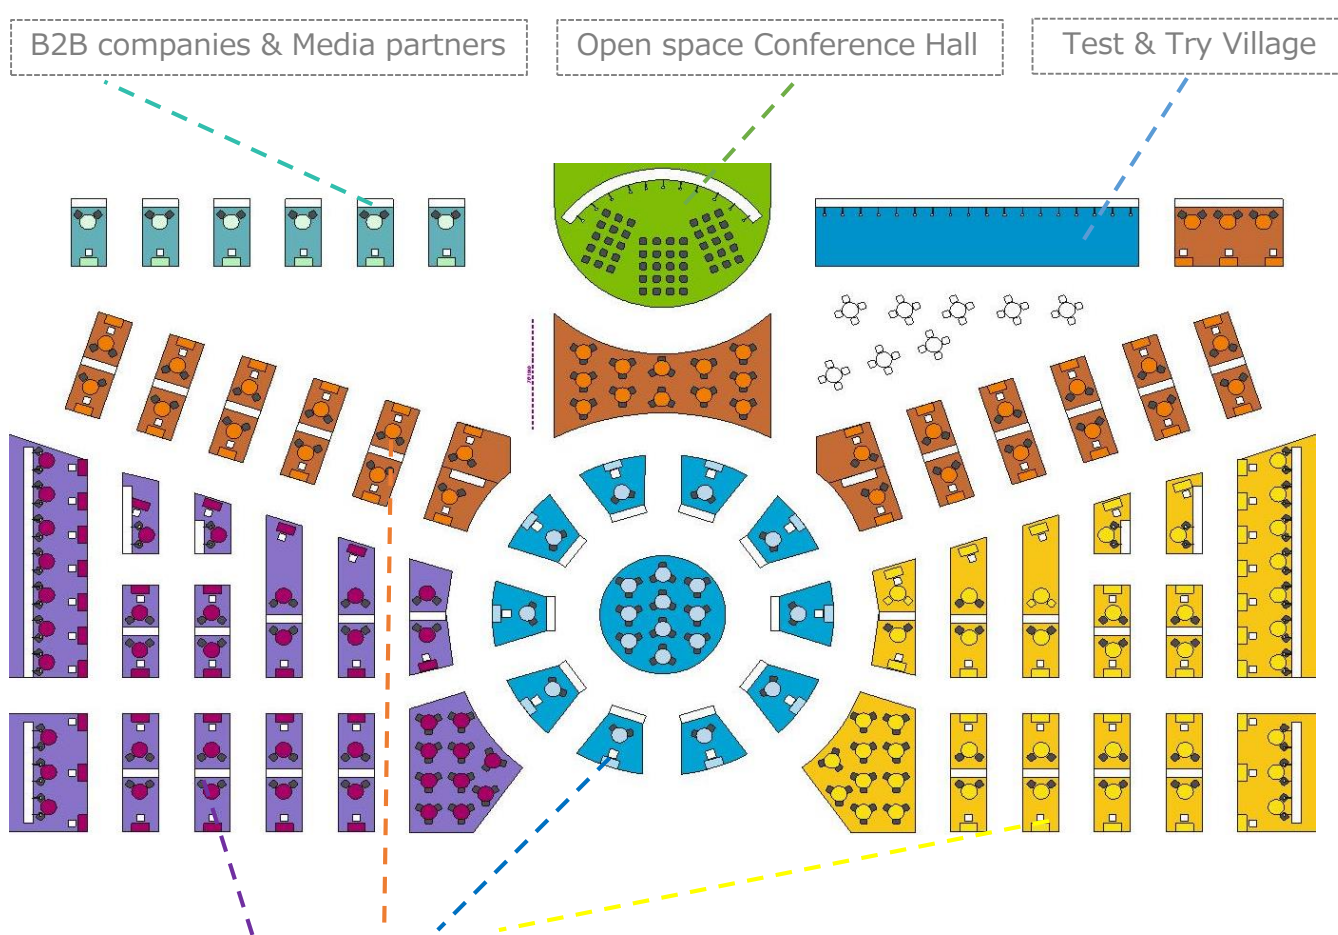 B2B companies & Media partners
Open space Conference Hall
Test & Try Village